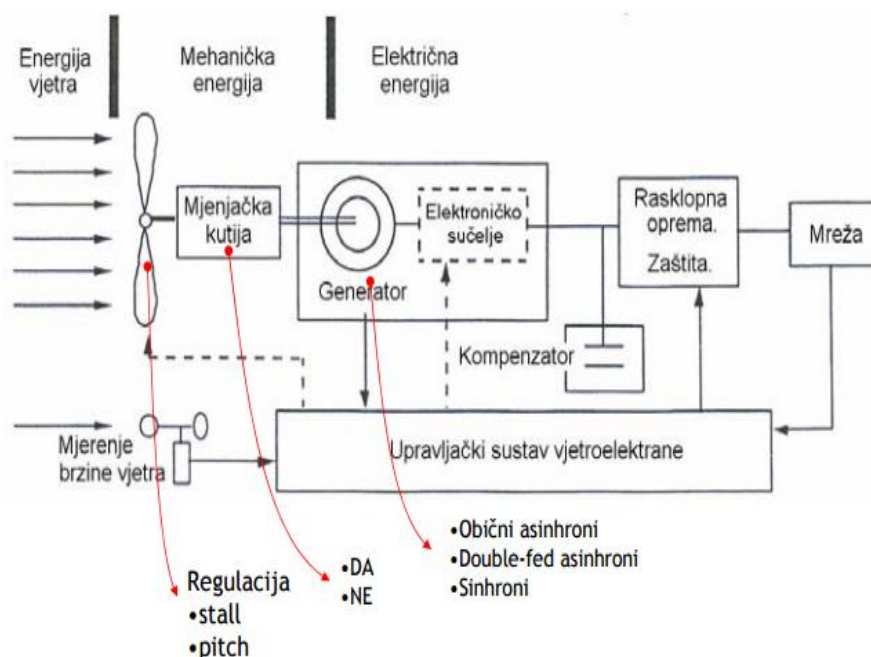 Energija
vjetra
Mehanička
energija
Električna
energija
Mjenjačka
kutija
Elektroničko
sučelje
Generator
Rasklopna
oprema.
Zaštita.
Mreža
Kompenzator
Mjerenje
brzine vjetra
Upravljački sustav vjetroelektrane
Regulacija
•stall
•pitch
•DA
•NE
•Obični asinhroni
•Double-fed asinhroni
•Sinhroni